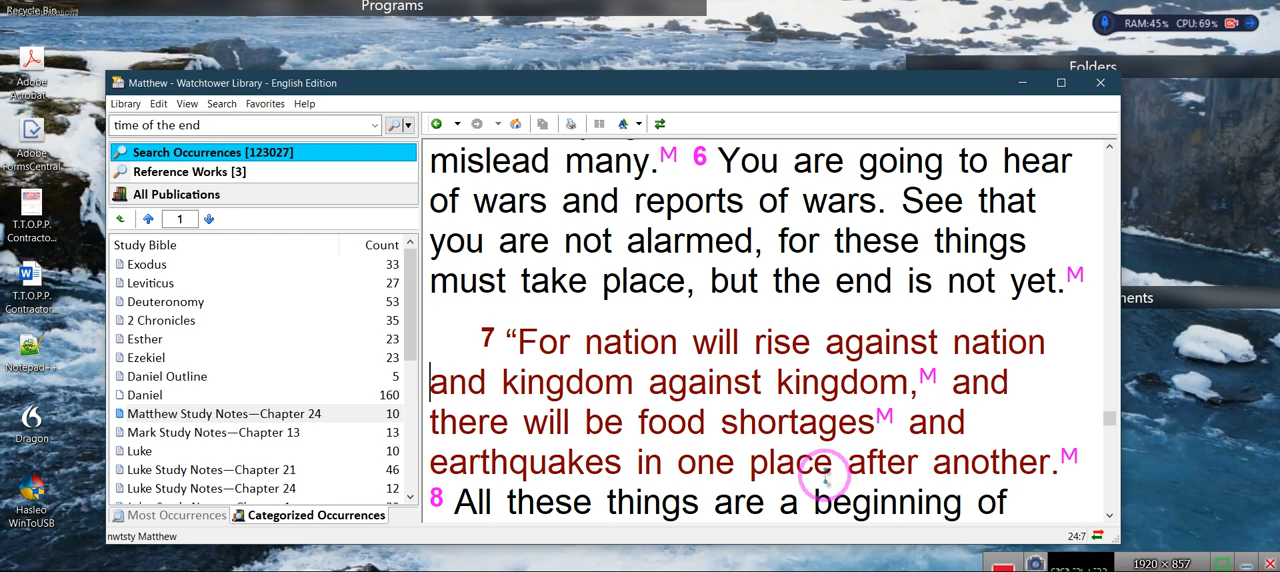 Recycle Bin
Programs
RAM:45% CPU:69%
Folders
Adobe
Acrobat
Adobe
FormsCentral
T.T.O.P.P.
Contracto...
T.T.O.P.P.
Contractor...
Notepad++
Dragon
Hasleo
WinToUSB
Matthew - Watchtower Library - English Edition
Library Edit View Search Favorites Help
time of the end
Search Occurrences [123027]
Reference Works [3]
All Publications
1
Study Bible Count
Exodus 33
Leviticus 27
Deuteronomy 53
2 Chronicles 35
Esther 23
Ezekiel 23
Daniel Outline 5
Daniel 160
Matthew Study Notes—Chapter 24 10
Mark Study Notes—Chapter 13 13
Luke 10
Luke Study Notes—Chapter 21 46
Luke Study Notes—Chapter 24 12
Most Occurrences Categorized Occurrences
nwtsty Matthew
mislead many.M 6 You are going to hear
of wars and reports of wars. See that
you are not alarmed, for these things
must take place, but the end is not yet.M
7 “For nation will rise against nation
and kingdom against kingdom,M and
there will be food shortagesM and
earthquakes in one place after another.M
8 All these things are a beginning of
24:7
ments
1920 × 857